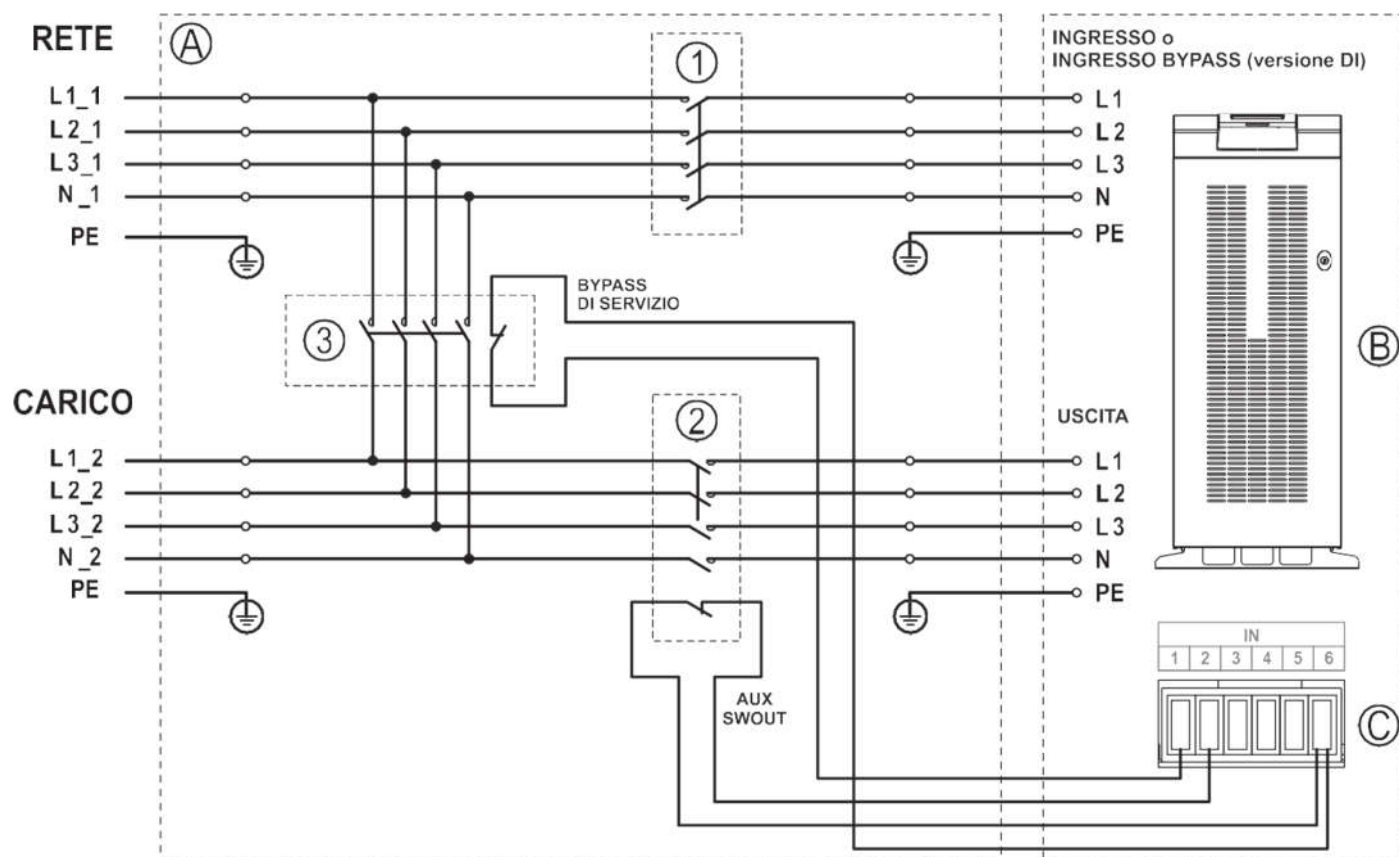 RETE
A
1
INGRESSO o
INGRESSO BYPASS (versione DI)
L1_1
L1
L2_1
L2
L3_1
L3
N_1
N
PE
PE
BYPASS
DI SERVIZIO
3
B
CARICO
2
USCITA
L1_2
L1
L2_2
L2
L3_2
L3
N_2
N
PE
PE
IN
1 2 3 4 5 6
AUX
SWOUT
C